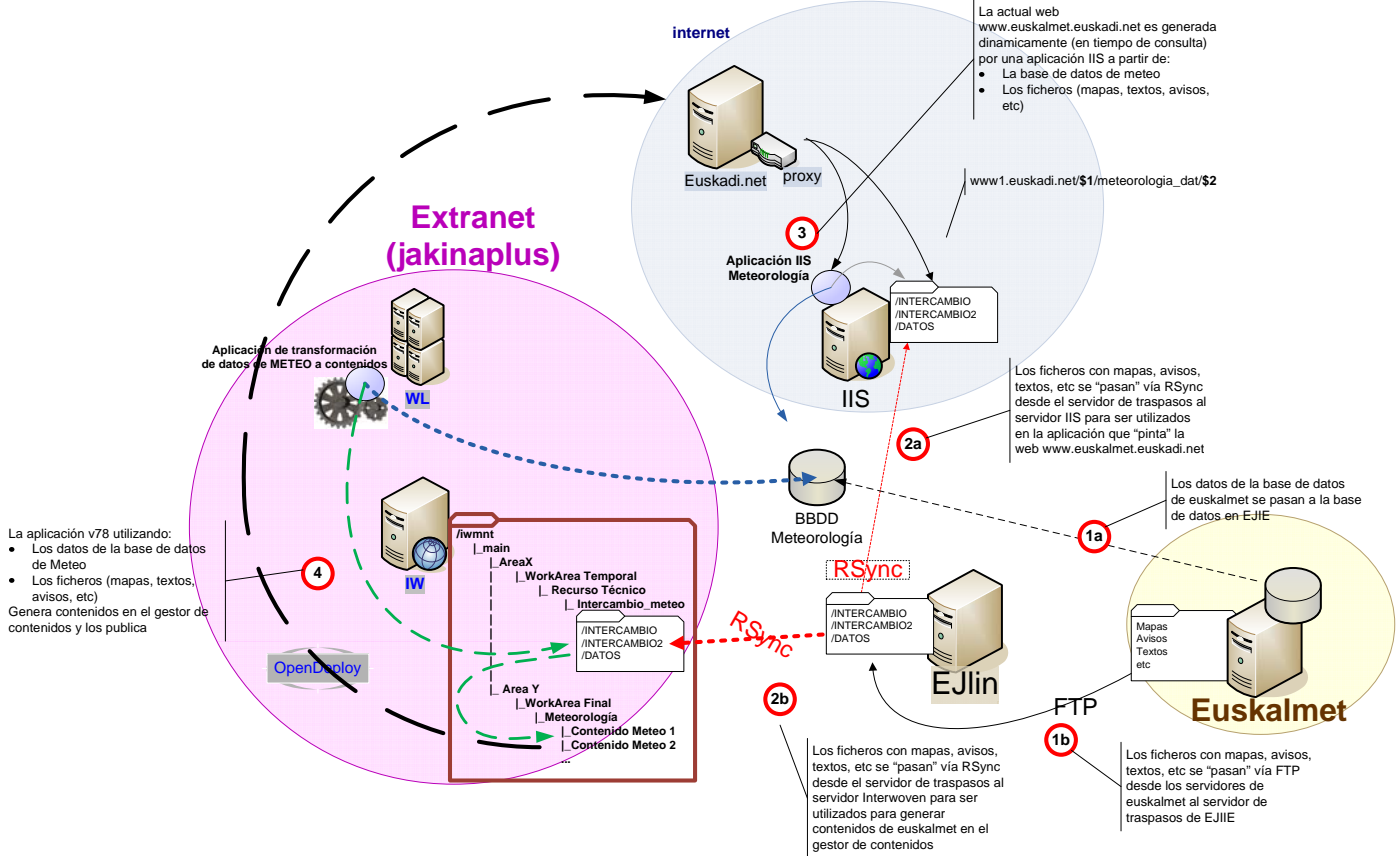 internet
La actual web
www.euskalmet.euskadi.net es generada
dinamicamente (en tiempo de consulta)
por una aplicación IIS a partir de:
• La base de datos de meteo
• Los ficheros (mapas, textos, avisos,
etc)
Euskadi.net
proxy
www1.euskadi.net/$1/meteorologia_dat/$2
3
Aplicación IIS
Meteorología
/INTERCAMBIO
/INTERCAMBIO2
/DATOS
IIS
Extranet
(jakinaplus)
Aplicación de transformación
de datos de METEO a contenidos
WL
Los ficheros con mapas, avisos,
textos, etc se “pasan” vía RSync
desde el servidor de traspasos al
servidor IIS para ser utilizados
en la aplicación que “pinta” la
web www.euskalmet.euskadi.net
2a
BBDD
Meteorología
Los datos de la base de datos
de euskalmet se pasan a la base
de datos en EJIE
1a
La aplicación v78 utilizando:
• Los datos de la base de datos
de Meteo
• Los ficheros (mapas, textos,
avisos, etc)
Genera contenidos en el gestor de
contenidos y los publica
4
IW
/iwmnt
|_main
|_AreaX
|_WorkArea Temporal
|_ Recurso Técnico
|_ Intercambio_meteo
/INTERCAMBIO
/INTERCAMBIO2
/DATOS
|_ Area Y
|_WorkArea Final
|_Meteorología
|_Contenido Meteo 1
|_Contenido Meteo 2
...
OpenDeploy
RSync
RSync
/INTERCAMBIO
/INTERCAMBIO2
/DATOS
EJIin
Mapas
Avisos
Textos
etc
Euskalmet
FTP
2b
1b
Los ficheros con mapas, avisos,
textos, etc se “pasan” vía RSync
desde el servidor de traspasos al
servidor Interwoven para ser
utilizados para generar
contenidos de euskalmet en el
gestor de contenidos
Los ficheros con mapas, avisos,
textos, etc se “pasan” vía FTP
desde los servidores de
euskalmet al servidor de
traspasos de EJIIE